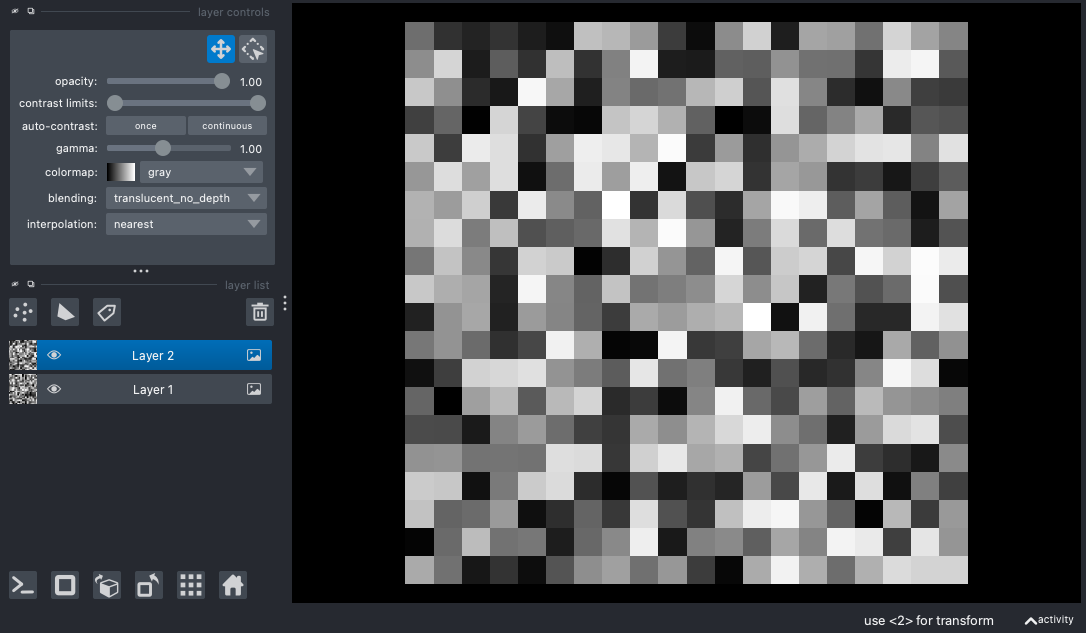 layer controls
opacity: 1.00
contrast limits:
auto-contrast: once continuous
gamma: 1.00
colormap: gray
blending: translucent_no_depth
interpolation: nearest
layer list
Layer 2
Layer 1
use <2> for transform activity